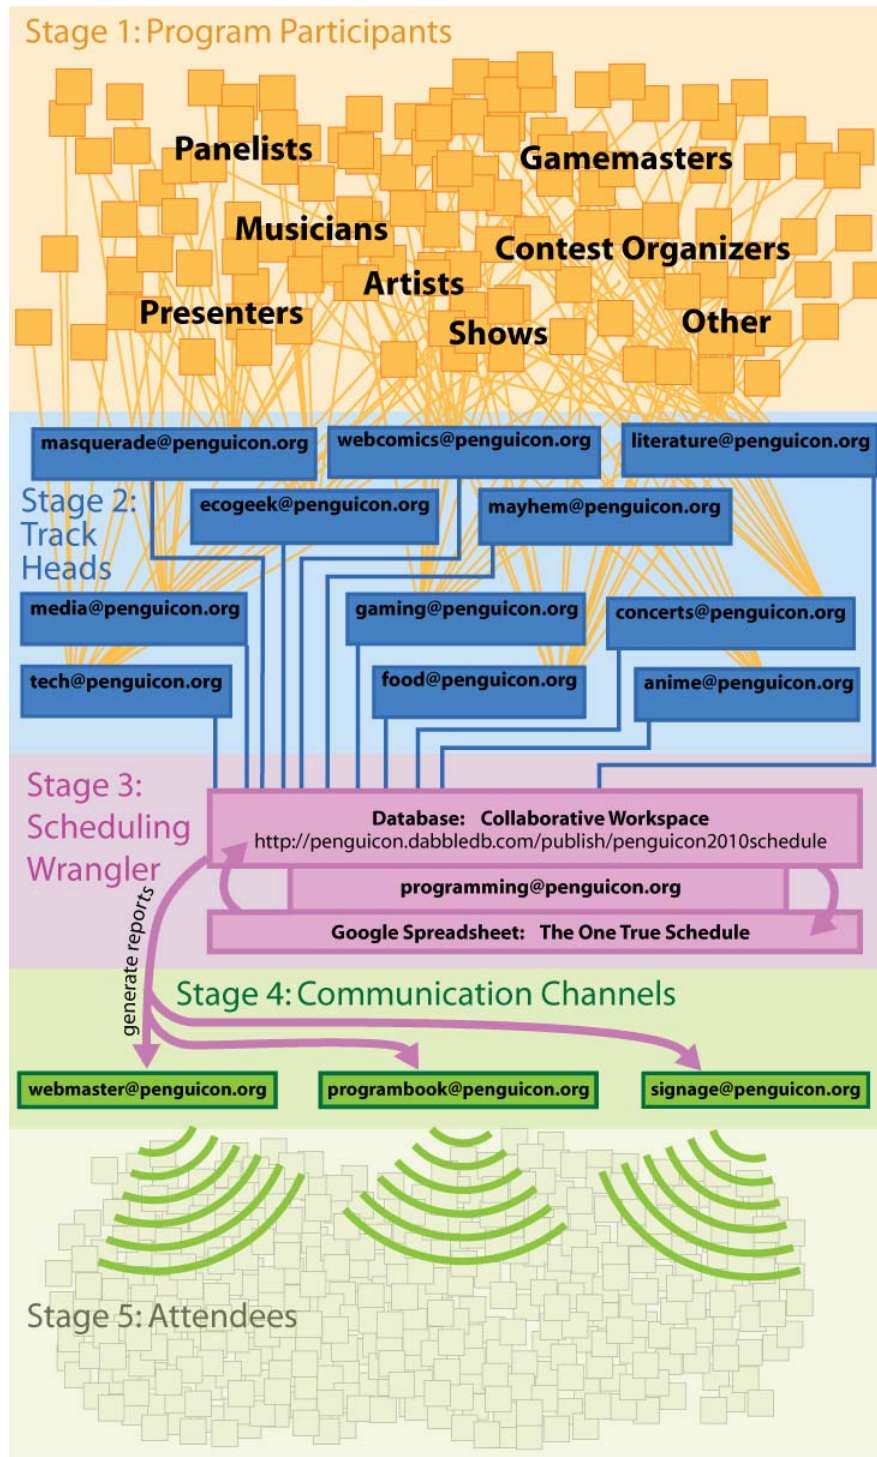 Stage 1: Program Participants
Panelists
Gamemasters
Musicians
Contest Organizers
Artists
Presenters
Shows
Other
masquerade@penguicon.org
webcomics@penguicon.org
literature@penguicon.org
Stage 2:
Track
Heads
ecogeek@penguicon.org
mayhem@penguicon.org
media@penguicon.org
gaming@penguicon.org
concerts@penguicon.org
tech@penguicon.org
food@penguicon.org
anime@penguicon.org
Stage 3:
Scheduling
Wrangler
Database: Collaborative Workspace
http://penguicon.dabbledb.com/publish/penguicon2010schedule
programming@penguicon.org
Google Spreadsheet: The One True Schedule
generate reports
Stage 4: Communication Channels
webmaster@penguicon.org
programbook@penguicon.org
signage@penguicon.org
Stage 5: Attendees